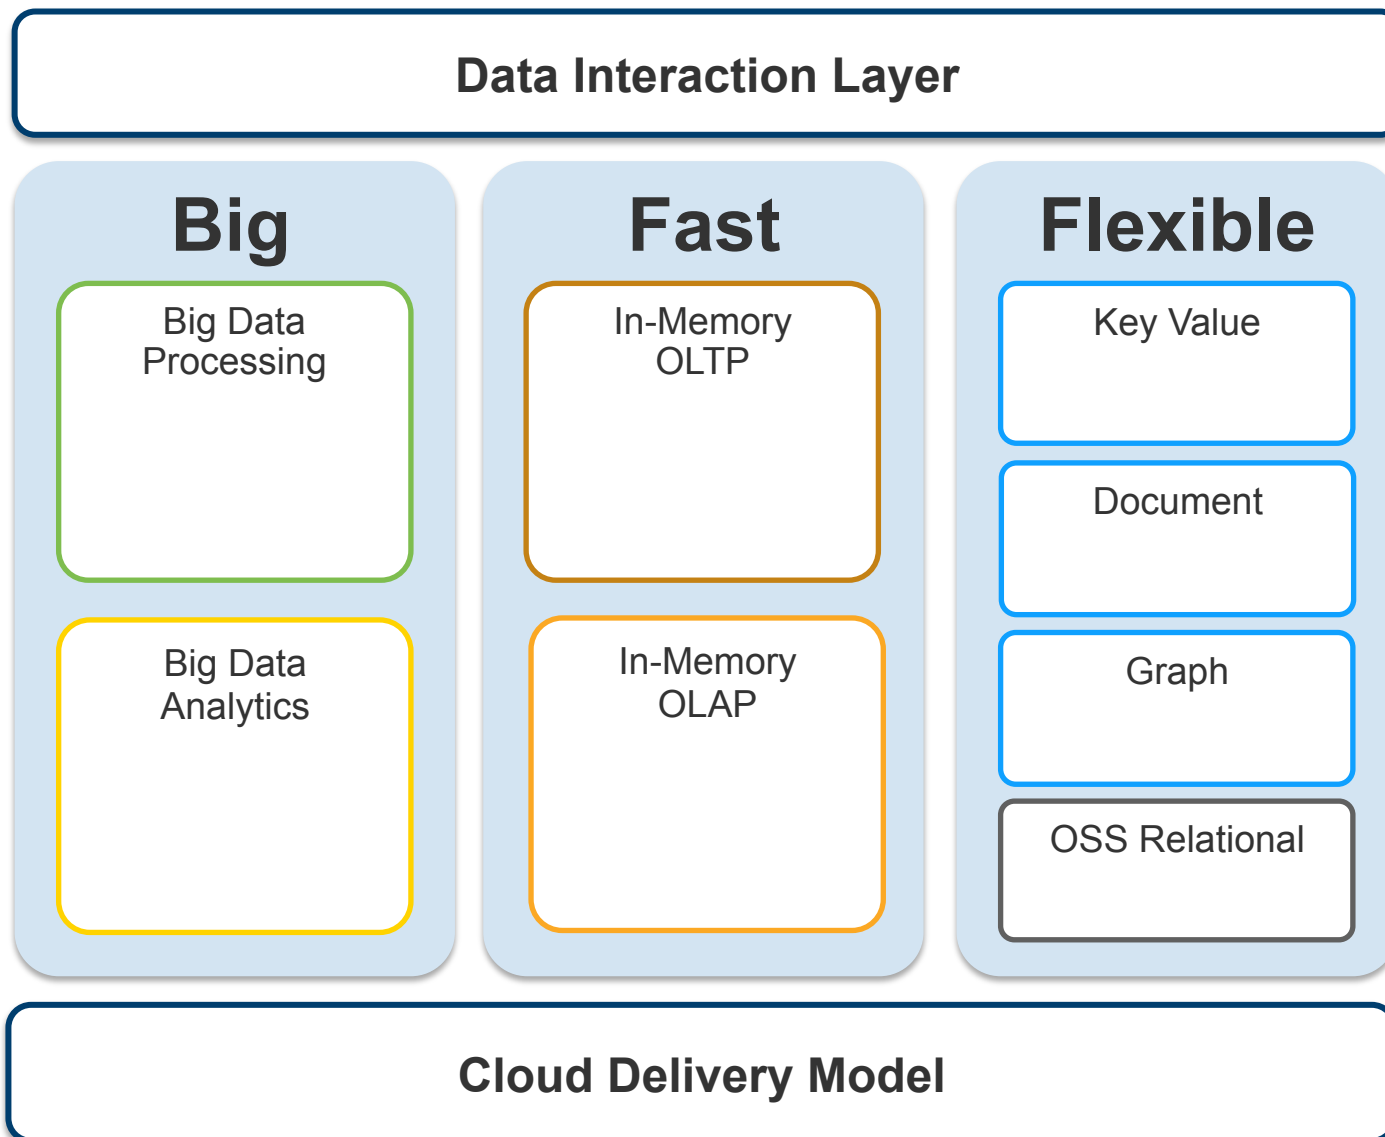 Data Interaction Layer
Big
Big Data
Processing
Big Data
Analytics
Fast
In-Memory
OLTP
In-Memory
OLAP
Flexible
Key Value
Document
Graph
OSS Relational
Cloud Delivery Model